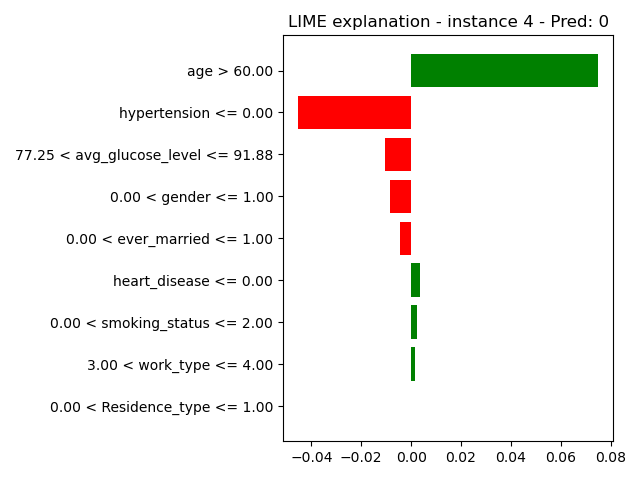 LIME explanation - instance 4 - Pred: 0
age > 60.00
hypertension <= 0.00
77.25 < avg_glucose_level <= 91.88
0.00 < gender <= 1.00
0.00 < ever_married <= 1.00
heart_disease <= 0.00
0.00 < smoking_status <= 2.00
3.00 < work_type <= 4.00
0.00 < Residence_type <= 1.00
−0.04 −0.02 0.00 0.02 0.04 0.06 0.08